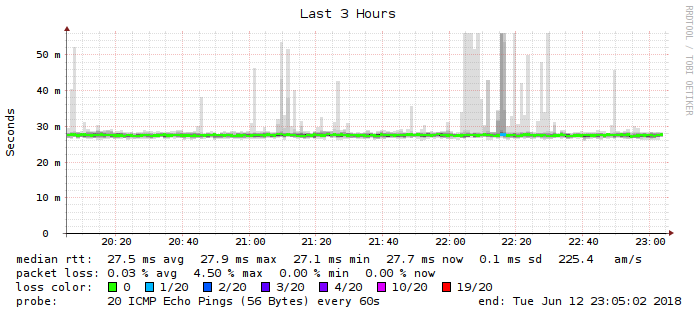 Last 3 Hours
RRDTOOL / TOBI OETIKER
Seconds
50 m
40 m
30 m
20 m
10 m
0
20:20 20:40 21:00 21:20 21:40 22:00 22:20 22:40 23:00
median rtt: 27.5 ms avg 27.9 ms max 27.1 ms min 27.7 ms now 0.1 ms sd 225.4 am/s
packet loss: 0.03 % avg 4.50 % max 0.00 % min 0.00 % now
loss color: 0 1/20 2/20 3/20 4/20 10/20 19/20
probe: 20 ICMP Echo Pings (56 Bytes) every 60s end: Tue Jun 12 23:05:02 2018